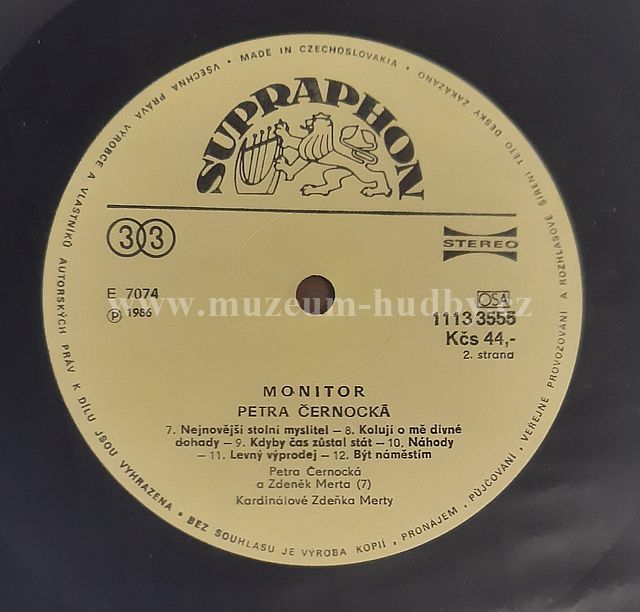 VŠECHNA PRÁVA VÝROBCE A VLASTNÍKŮ AUTORSKÝCH PRÁV K DÍLU JSOU VYHRAZENA • BEZ SOUHLASU JE VÝROBA KOPIÍ, PRONÁJEM, PŮJČOVÁNÍ, VEŘEJNÉ PROVOZOVÁNÍ A ROZHLASOVÉ ŠÍŘENÍ TÉTO DESKY ZAKÁZÁNO • MADE IN CZECHOSLOVAKIA •
SUPRAPHON
33
STEREO
E 7074
Ⓟ 1986
OSA
www.muzeum-hudby.cz
1113 3555
Kčs 44,-
2. strana
MONITOR
PETRA ČERNOCKÁ
7. Nejnovější stolní myslitel – 8. Kolují o mě divné
dohady – 9. Kdyby čas zůstal stát – 10. Náhody
– 11. Levný výprodej – 12. Být náměstím
Petra Černocká
a Zdeněk Merta (7)
Kardinálové Zdeňka Merty